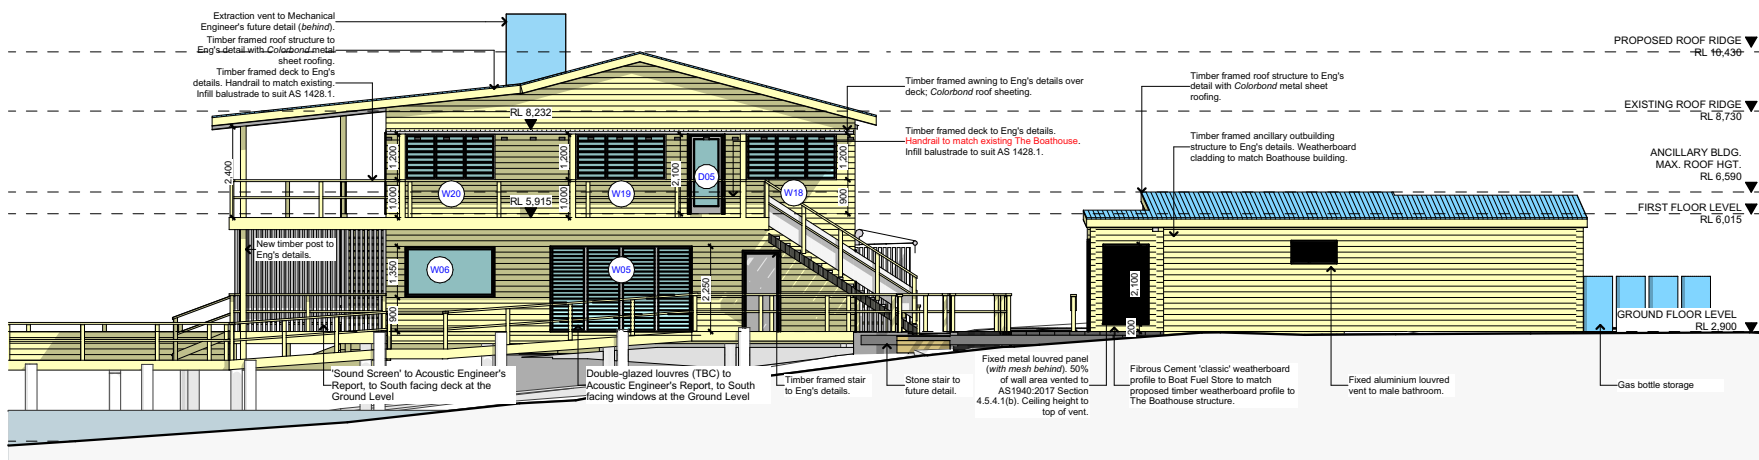 Extraction vent to Mechanical
Engineer's future detail (behind).
Timber framed roof structure to
Eng's detail with Colorbond metal
sheet roofing.
Timber framed deck to Eng's
details. Handrail to match existing.
Infill balustrade to suit AS 1428.1.
RL 8,232
RL 5,915
2,400
1,200
1,000
1,200
1,000
2,100
1,200
900
W20
W19
D05
W18
New timber post to
Eng's details.
1,350
900
W06
W05
2,250
Timber framed awning to Eng's details over
deck; Colorbond roof sheeting.
Timber framed deck to Eng's details.
Handrail to match existing The Boathouse.
Infill balustrade to suit AS 1428.1.
Timber framed roof structure to Eng's
detail with Colorbond metal sheet
roofing.
Timber framed ancillary outbuilding
structure to Eng's details. Weatherboard
cladding to match Boathouse building.
PROPOSED ROOF RIDGE
RL 10,430
EXISTING ROOF RIDGE
RL 8,730
ANCILLARY BLDG.
MAX. ROOF HGT.
RL 6,590
FIRST FLOOR LEVEL
RL 6,015
GROUND FLOOR LEVEL
RL 2,900
2,100
200
'Sound Screen' to Acoustic Engineer's
Report, to South facing deck at the
Ground Level
Double-glazed louvres (TBC) to
Acoustic Engineer's Report, to South
facing windows at the Ground Level
Timber framed stair
to Eng's details.
Stone stair to
future detail.
Fixed metal louvred panel
(with mesh behind). 50%
of wall area vented to
AS1940:2017 Section
4.5.4.1(b). Ceiling height to
top of vent.
Fibrous Cement 'classic' weatherboard
profile to Boat Fuel Store to match
proposed timber weatherboard profile to
The Boathouse structure.
Fixed aluminium louvred
vent to male bathroom.
Gas bottle storage